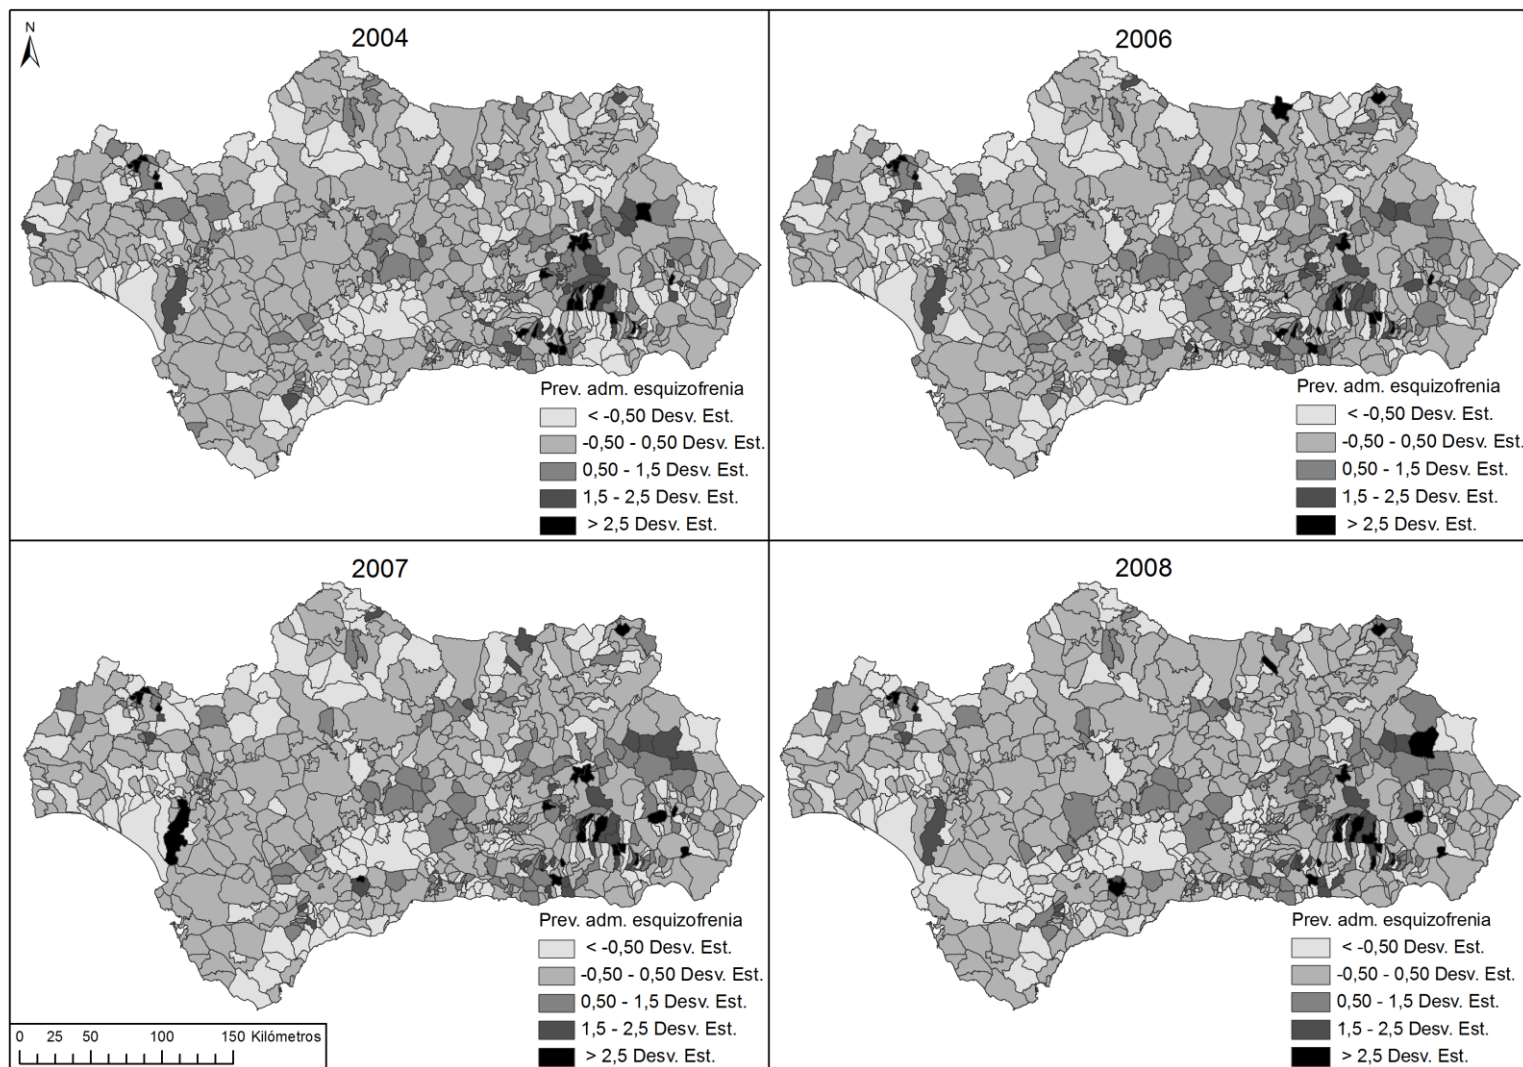 N
2004
Prev. adm. esquizofrenia
< -0,50 Desv. Est.
-0,50 - 0,50 Desv. Est.
0,50 - 1,5 Desv. Est.
1,5 - 2,5 Desv. Est.
> 2,5 Desv. Est.
2006
Prev. adm. esquizofrenia
< -0,50 Desv. Est.
-0,50 - 0,50 Desv. Est.
0,50 - 1,5 Desv. Est.
1,5 - 2,5 Desv. Est.
> 2,5 Desv. Est.
2007
Prev. adm. esquizofrenia
< -0,50 Desv. Est.
-0,50 - 0,50 Desv. Est.
0,50 - 1,5 Desv. Est.
1,5 - 2,5 Desv. Est.
> 2,5 Desv. Est.
0 25 50 100 150 Kilómetros
2008
Prev. adm. esquizofrenia
< -0,50 Desv. Est.
-0,50 - 0,50 Desv. Est.
0,50 - 1,5 Desv. Est.
1,5 - 2,5 Desv. Est.
> 2,5 Desv. Est.